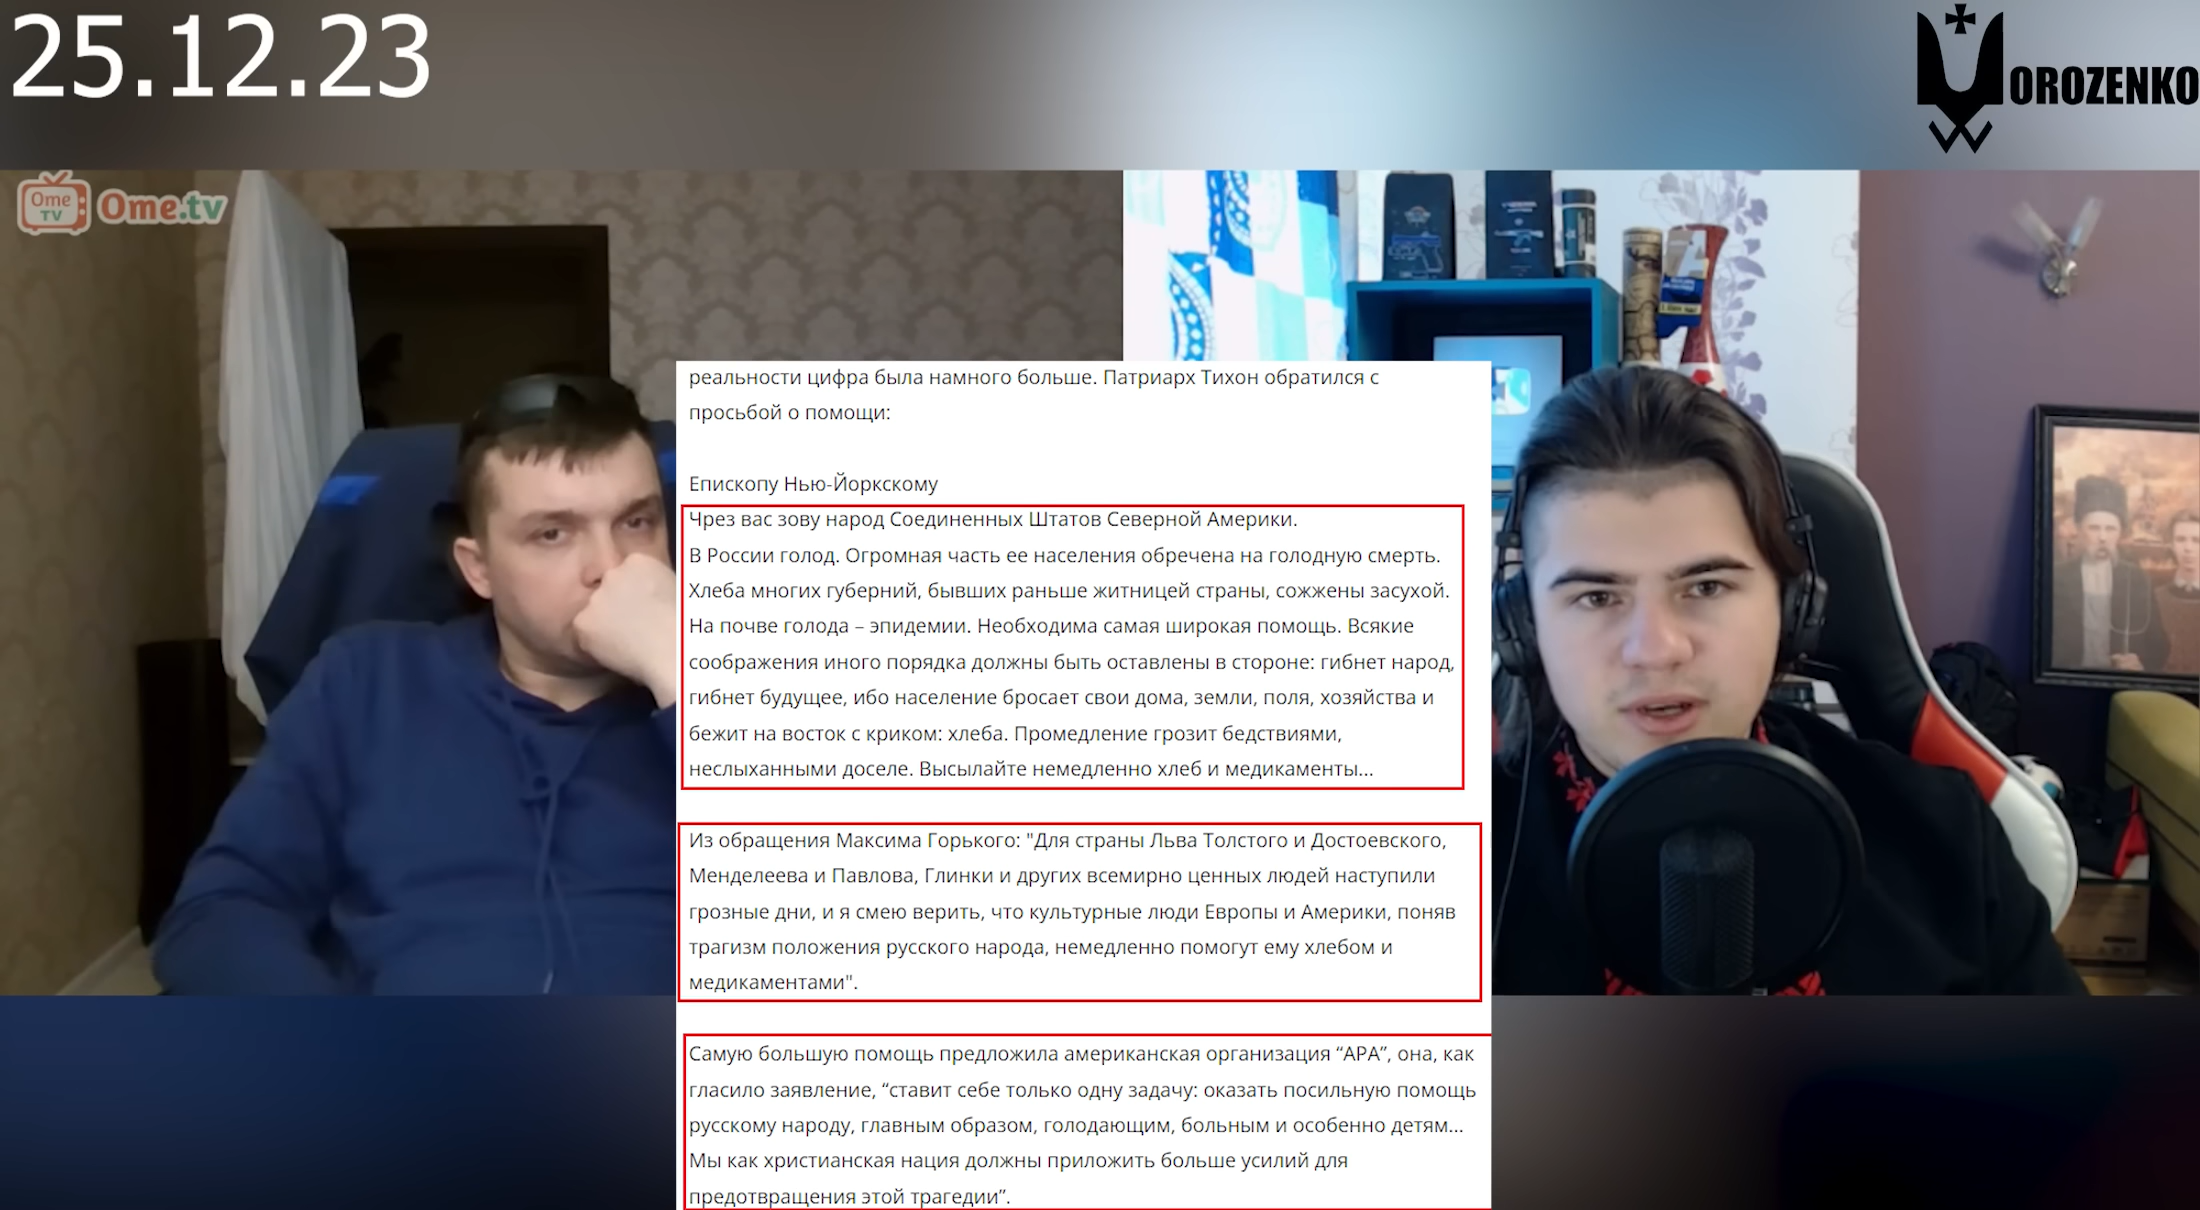 25.12.23
OROZENKO
Ome
TV
Ome.tv
реальности цифра была намного больше. Патриарх Тихон обратился с
просьбой о помощи:
Епископу Нью-Йоркскому
Чрез вас зову народ Соединенных Штатов Северной Америки.
В России голод. Огромная часть ее населения обречена на голодную смерть.
Хлеба многих губерний, бывших раньше житницей страны, сожжены засухой.
На почве голода – эпидемии. Необходима самая широкая помощь. Всякие
соображения иного порядка должны быть оставлены в стороне: гибнет народ,
гибнет будущее, ибо население бросает свои дома, земли, поля, хозяйства и
бежит на восток с криком: хлеба. Промедление грозит бедствиями,
неслыханными доселе. Высылайте немедленно хлеб и медикаменты...
Из обращения Максима Горького: "Для страны Льва Толстого и Достоевского,
Менделеева и Павлова, Глинки и других всемирно ценных людей наступили
грозные дни, и я смею верить, что культурные люди Европы и Америки, поняв
трагизм положения русского народа, немедленно помогут ему хлебом и
медикаментами".
Самую большую помощь предложила американская организация “АРА”, она, как
гласило заявление, “ставит себе только одну задачу: оказать посильную помощь
русскому народу, главным образом, голодающим, больным и особенно детям...
Мы как христианская нация должны приложить больше усилий для
предотвращения этой трагедии”.